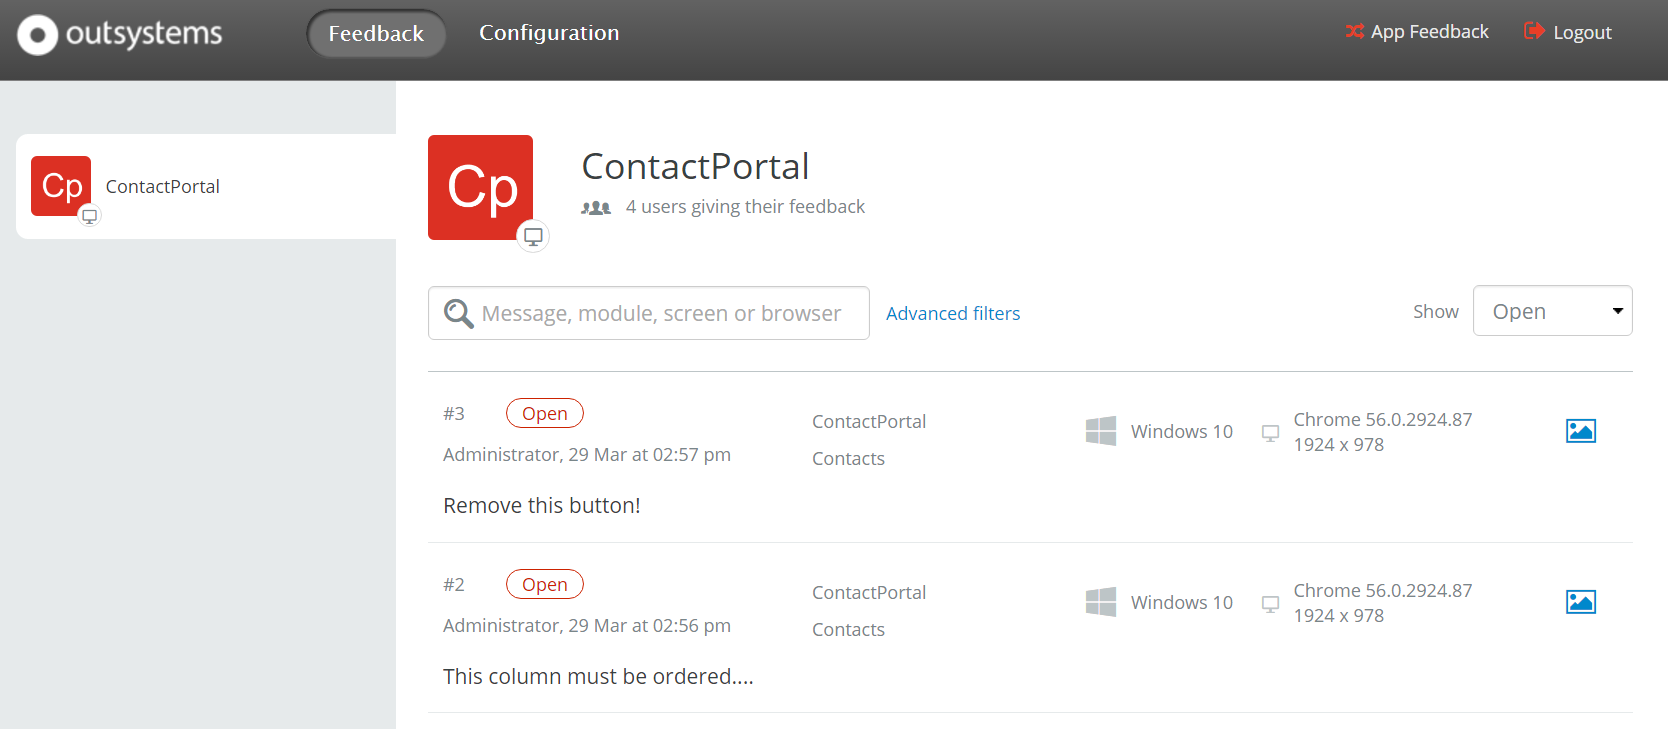 outsystems Feedback Configuration App Feedback Logout
Cp ContactPortal
Cp
ContactPortal
4 users giving their feedback
Message, module, screen or browser Advanced filters Show Open
#3 Open
Administrator, 29 Mar at 02:57 pm
ContactPortal
Contacts
Windows 10
Chrome 56.0.2924.87
1924 x 978
Remove this button!
#2 Open
Administrator, 29 Mar at 02:56 pm
ContactPortal
Contacts
Windows 10
Chrome 56.0.2924.87
1924 x 978
This column must be ordered....